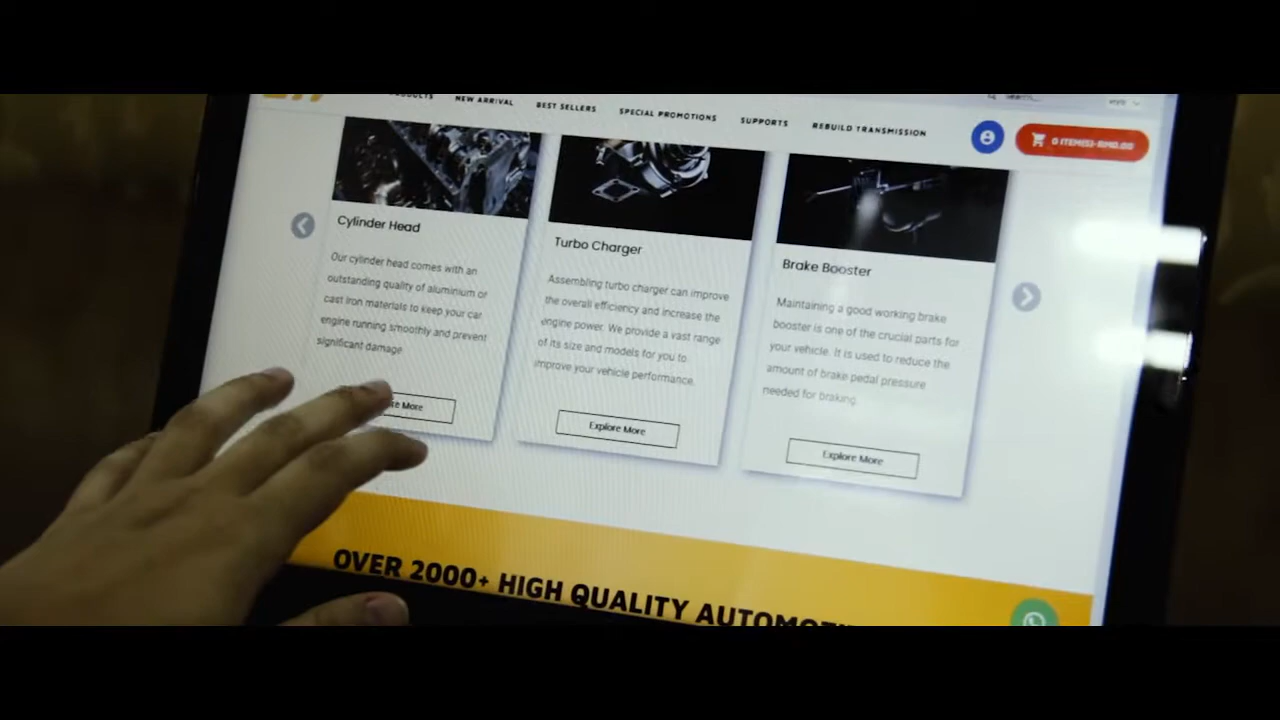 NEW ARRIVAL
BEST SELLERS
SPECIAL PROMOTIONS
SUPPORTS
REBUILD TRANSMISSION
0 ITEM(S)-RM0.00
Cylinder Head
Our cylinder head comes with an
outstanding quality of aluminium or
cast iron materials to keep your car
engine running smoothly and prevent
significant damage.
More
Turbo Charger
Assembling turbo charger can improve
the overall efficiency and increase the
engine power. We provide a vast range
of its size and models for you to
improve your vehicle performance.
Explore More
Brake Booster
Maintaining a good working brake
booster is one of the crucial parts for
your vehicle. It is used to reduce the
amount of brake pedal pressure
needed for braking.
Explore More
OVER 2000+ HIGH QUALITY